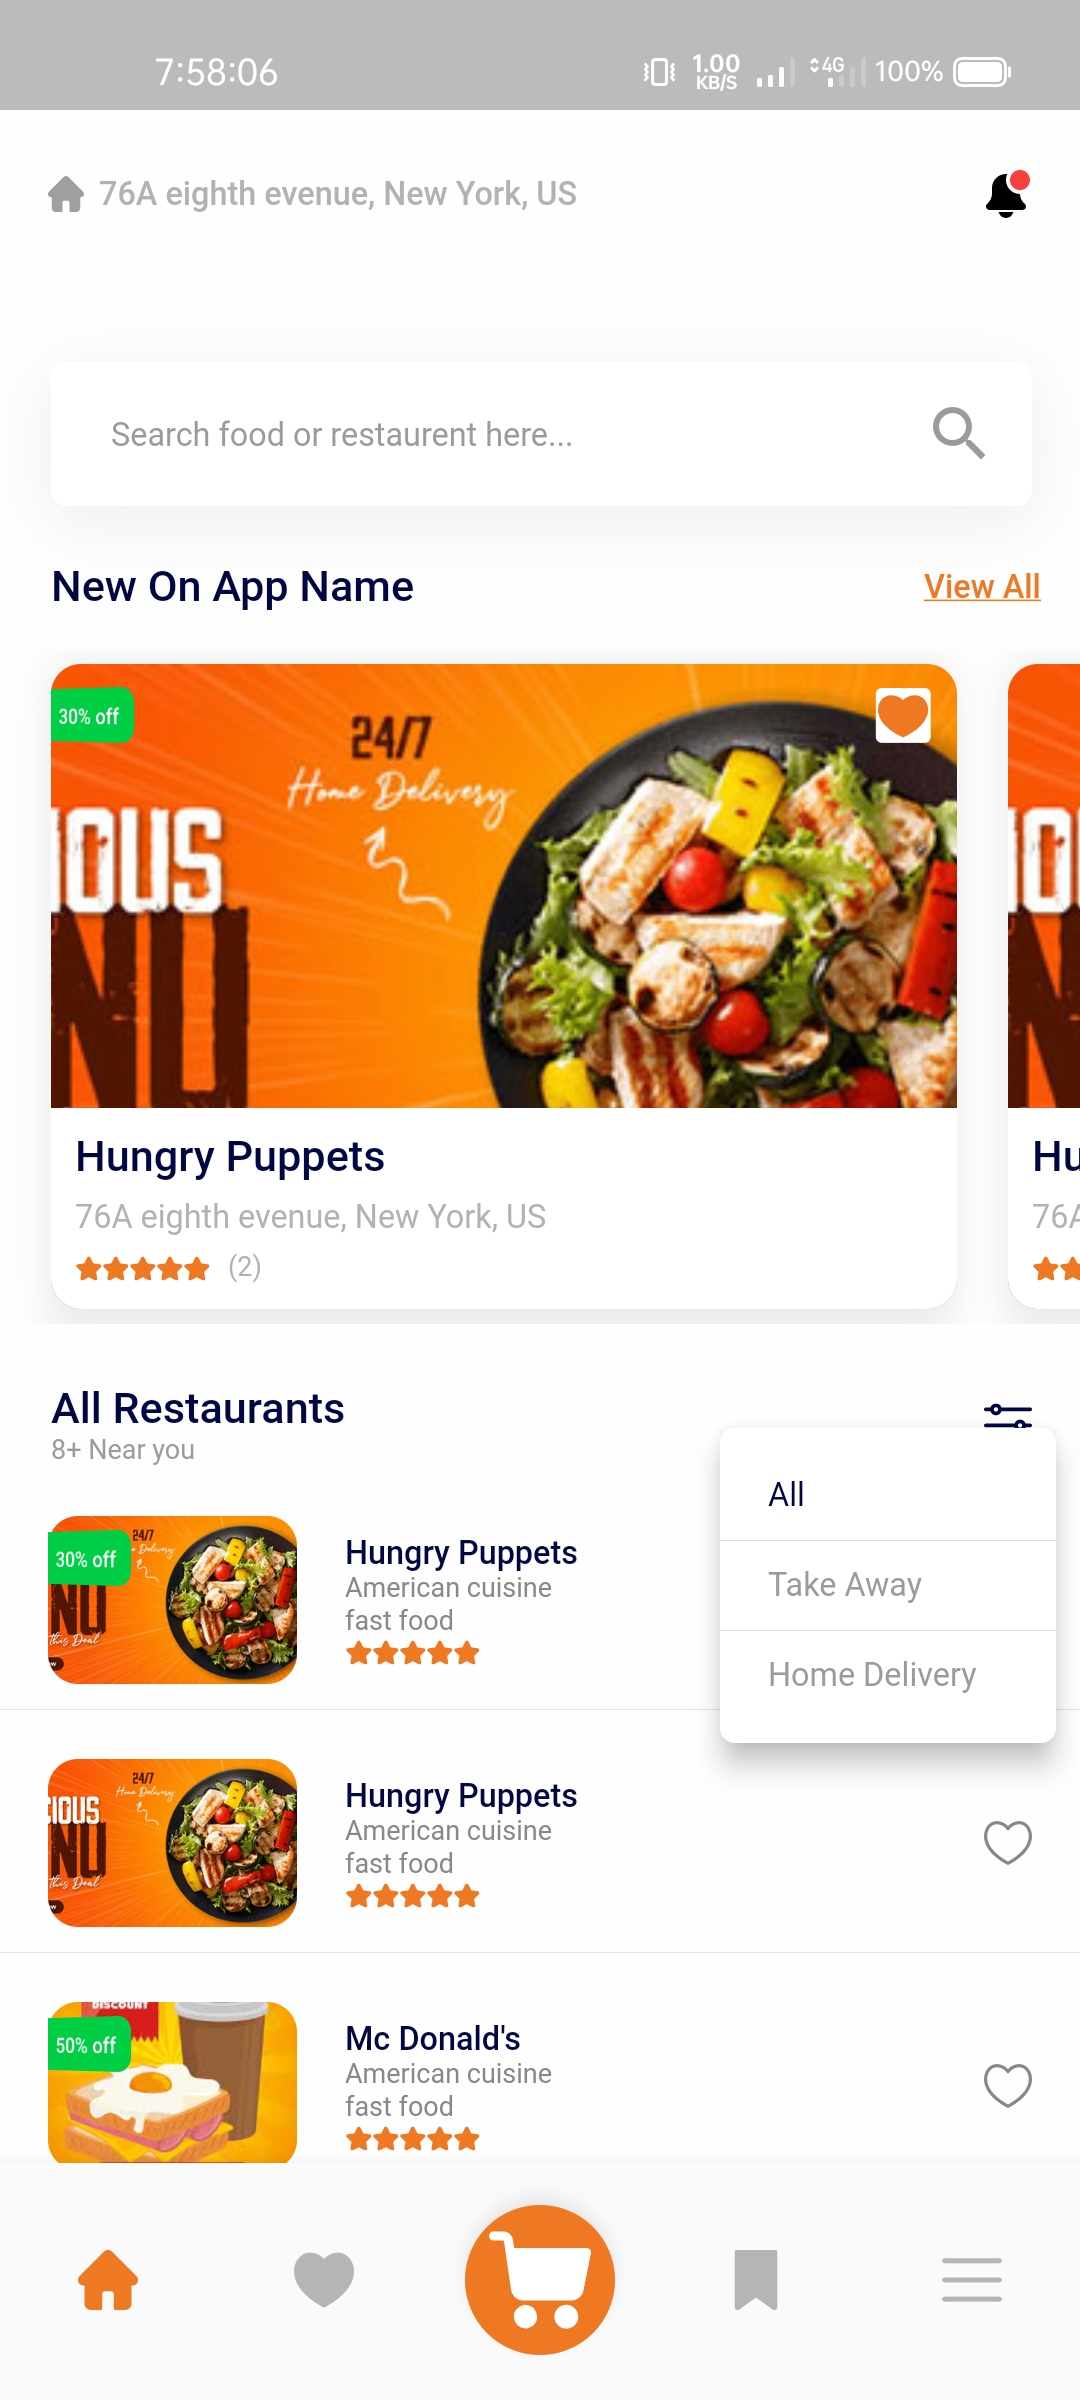 7:58:06
1.00
KB/S
4G
100%
76A eighth evenue, New York, US
Search food or restaurent here...
New On App Name
View All
30% off
24/7
Home Delivery
IOUS
NU
IO
N
Hungry Puppets
76A eighth evenue, New York, US
(2)
Hu
76A
All Restaurants
8+ Near you
All
Take Away
Home Delivery
30% off
24/7
Delivery
NU
this Deal
Hungry Puppets
American cuisine
fast food
24/7
Home Delivery
CIOUS
NU
this Deal
Hungry Puppets
American cuisine
fast food
DISCOUNT
50% off
Mc Donald's
American cuisine
fast food